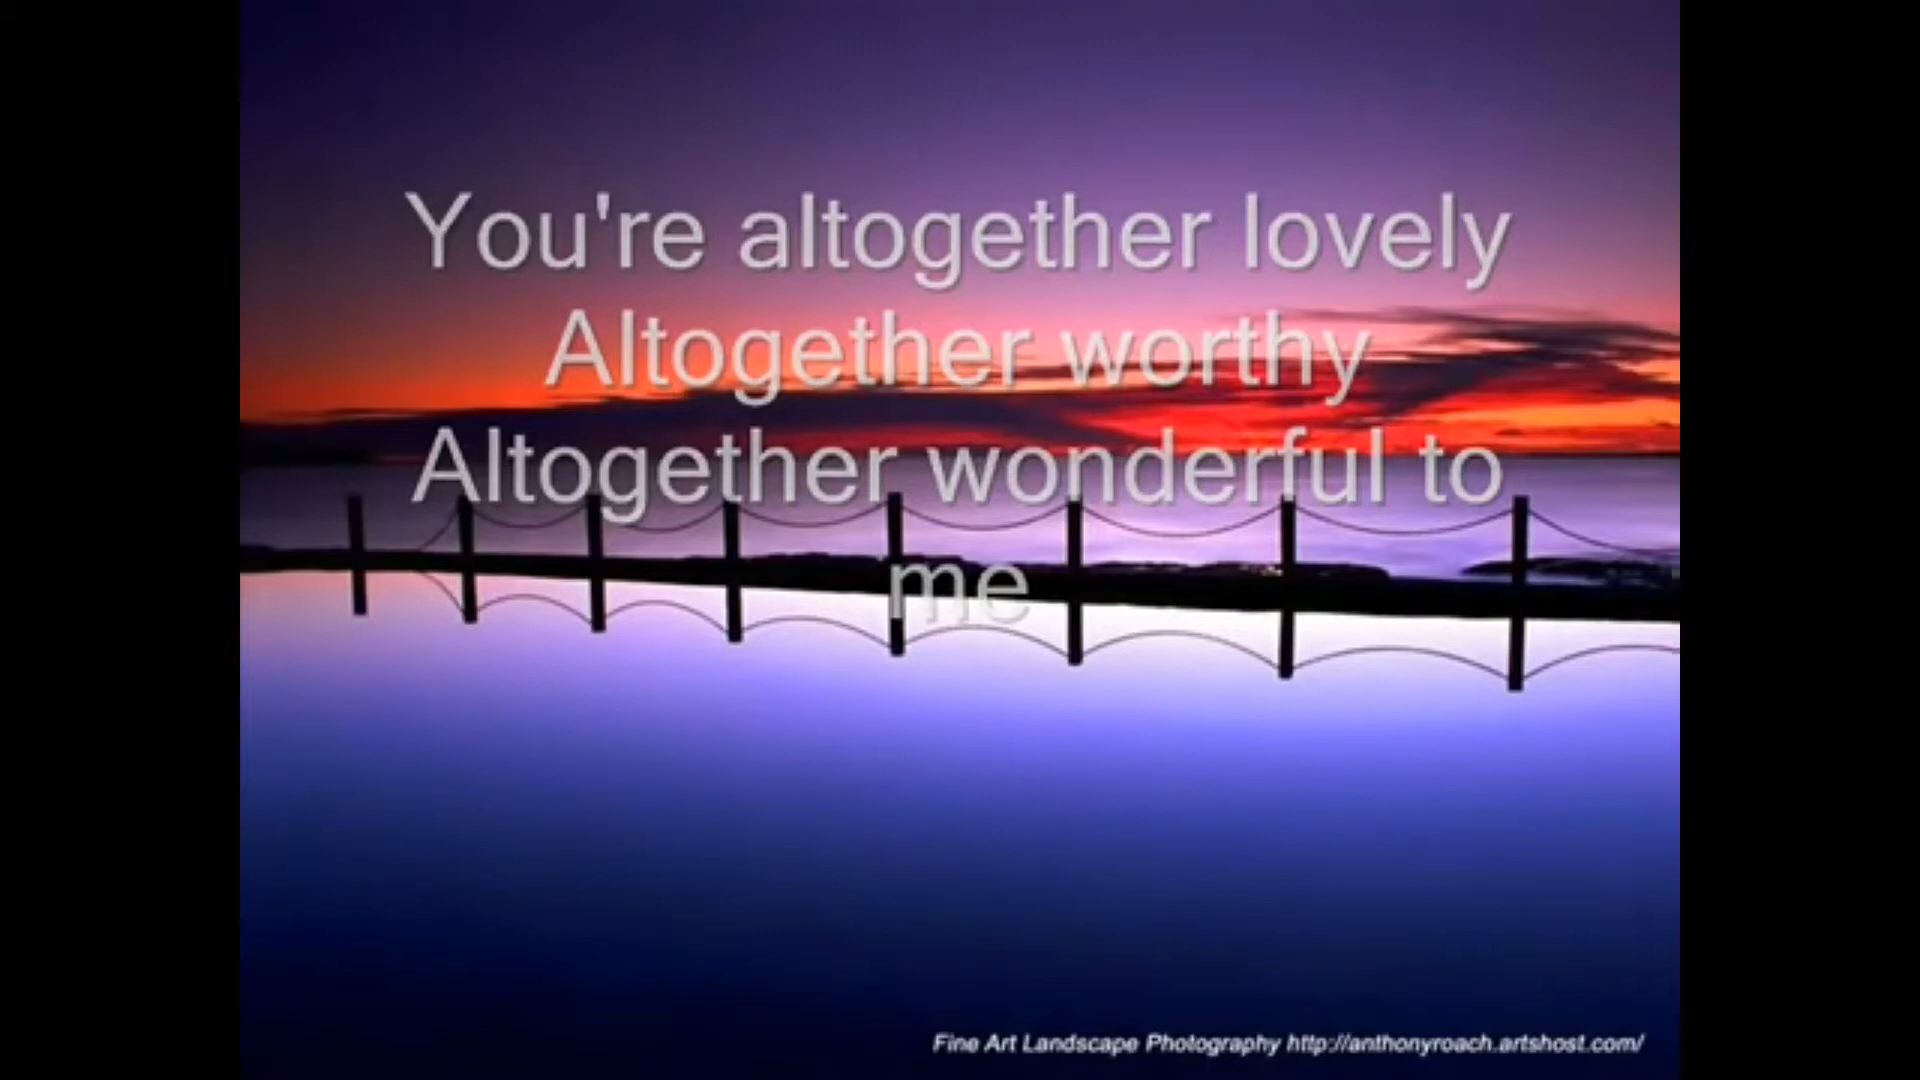 You're altogether lovely
Altogether worthy
Altogether wonderful to
me
Fine Art Landscape Photography http://anthonyroach.artshost.com/